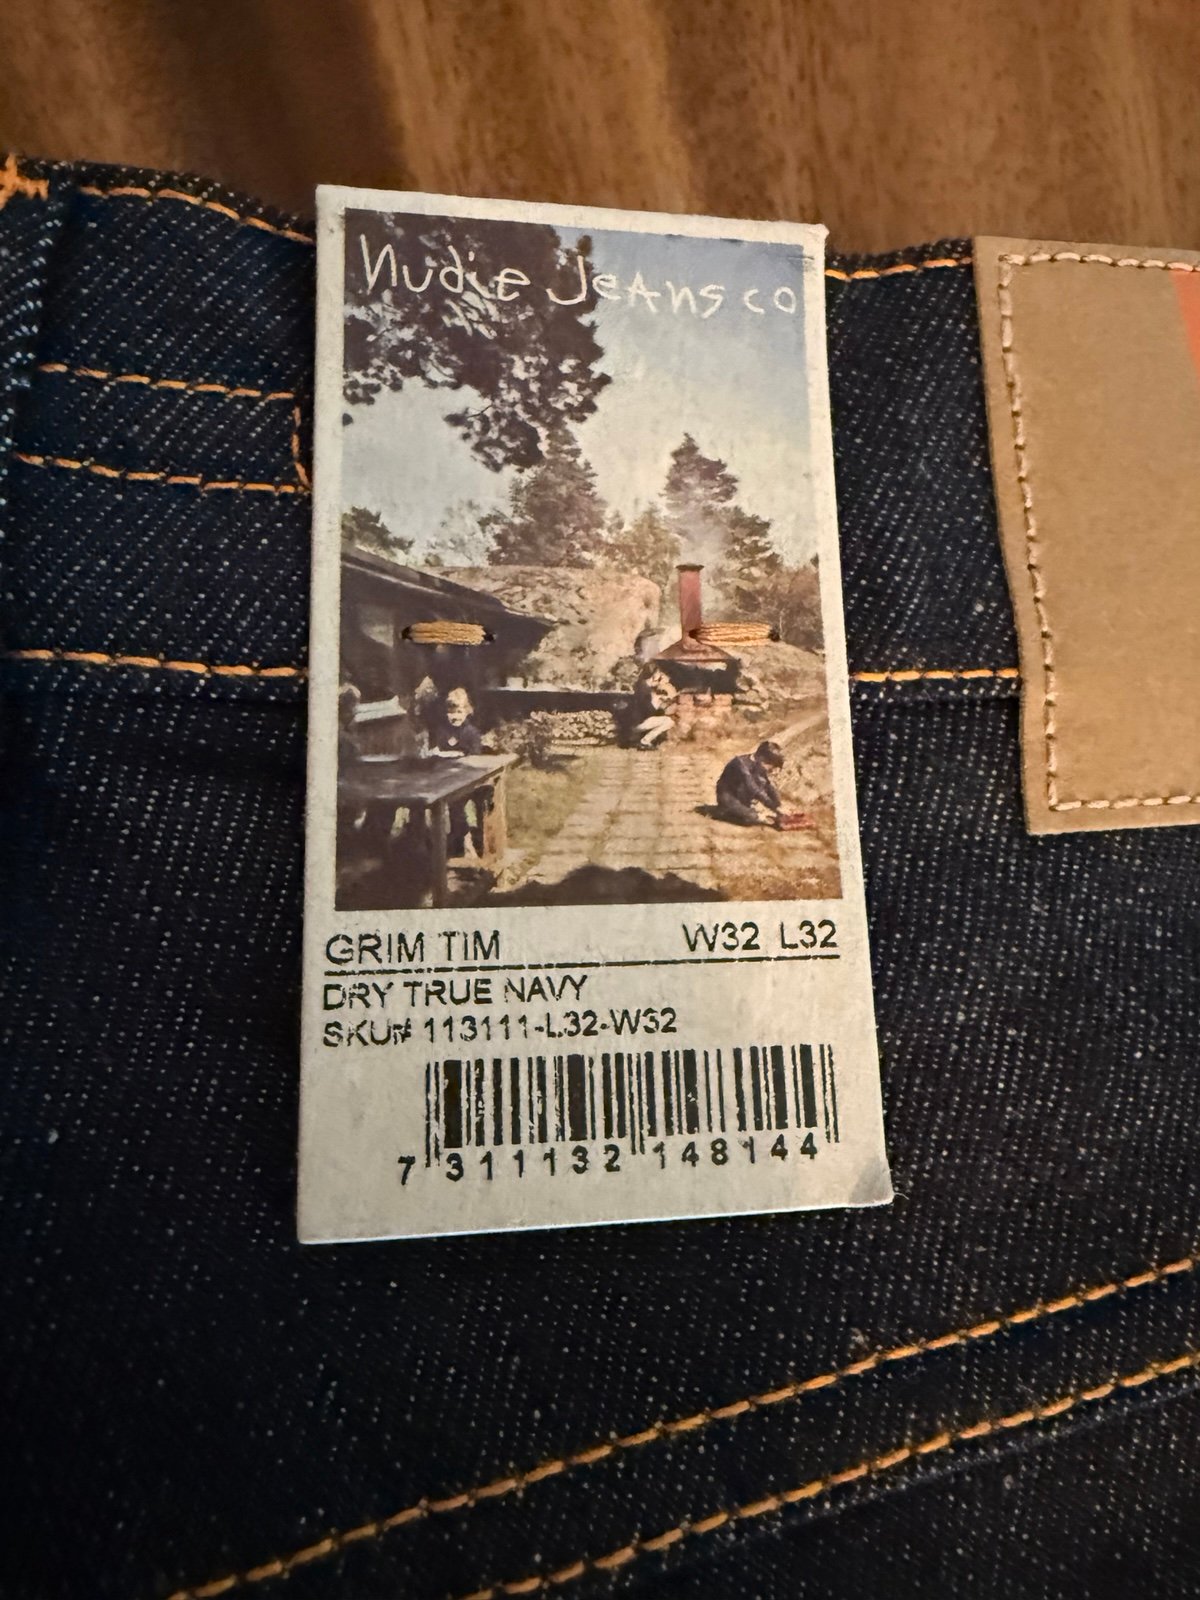 Nudie Jeans co
GRIM TIM W32 L32
DRY TRUE NAVY
SKU# 113111-L32-W32
7 311132 148144